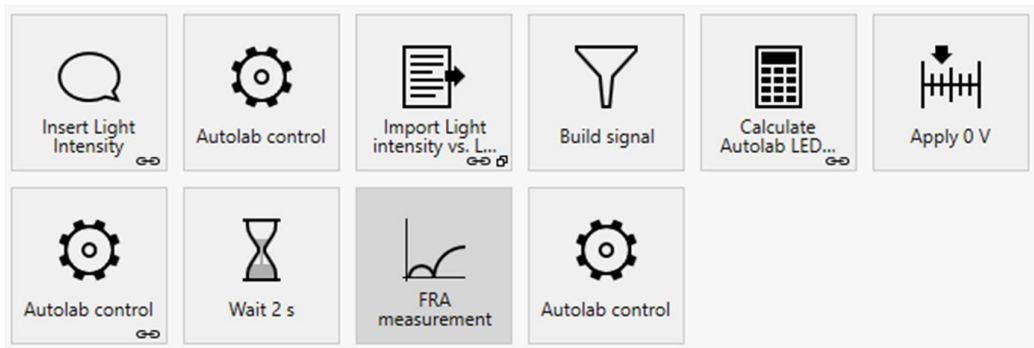 Insert Light
Intensity
Autolab control
Import Light
intensity vs. L...
Build signal
Calculate
Autolab LED...
Apply 0 V
Autolab control
Wait 2 s
FRA
measurement
Autolab control